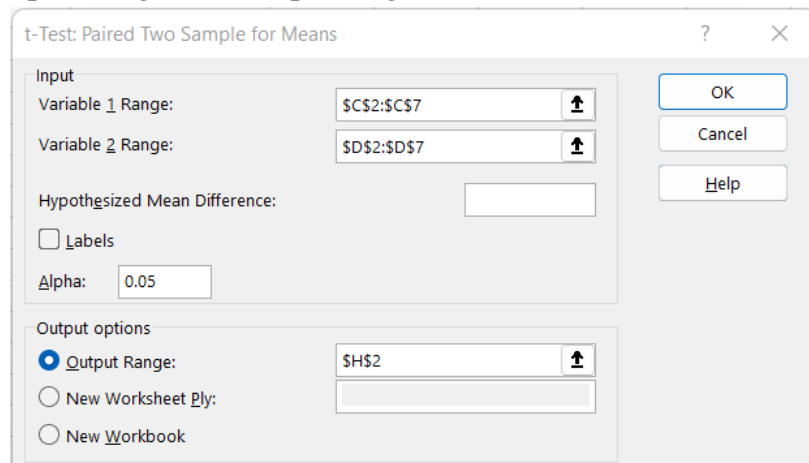 t-Test: Paired Two Sample for Means ?
Input
Variable 1 Range: $C$2:$C$7
Variable 2 Range: $D$2:$D$7
Hypothesized Mean Difference:
Labels
Alpha: 0.05
OK
Cancel
Help
Output options
Output Range: $H$2
New Worksheet Ply:
New Workbook